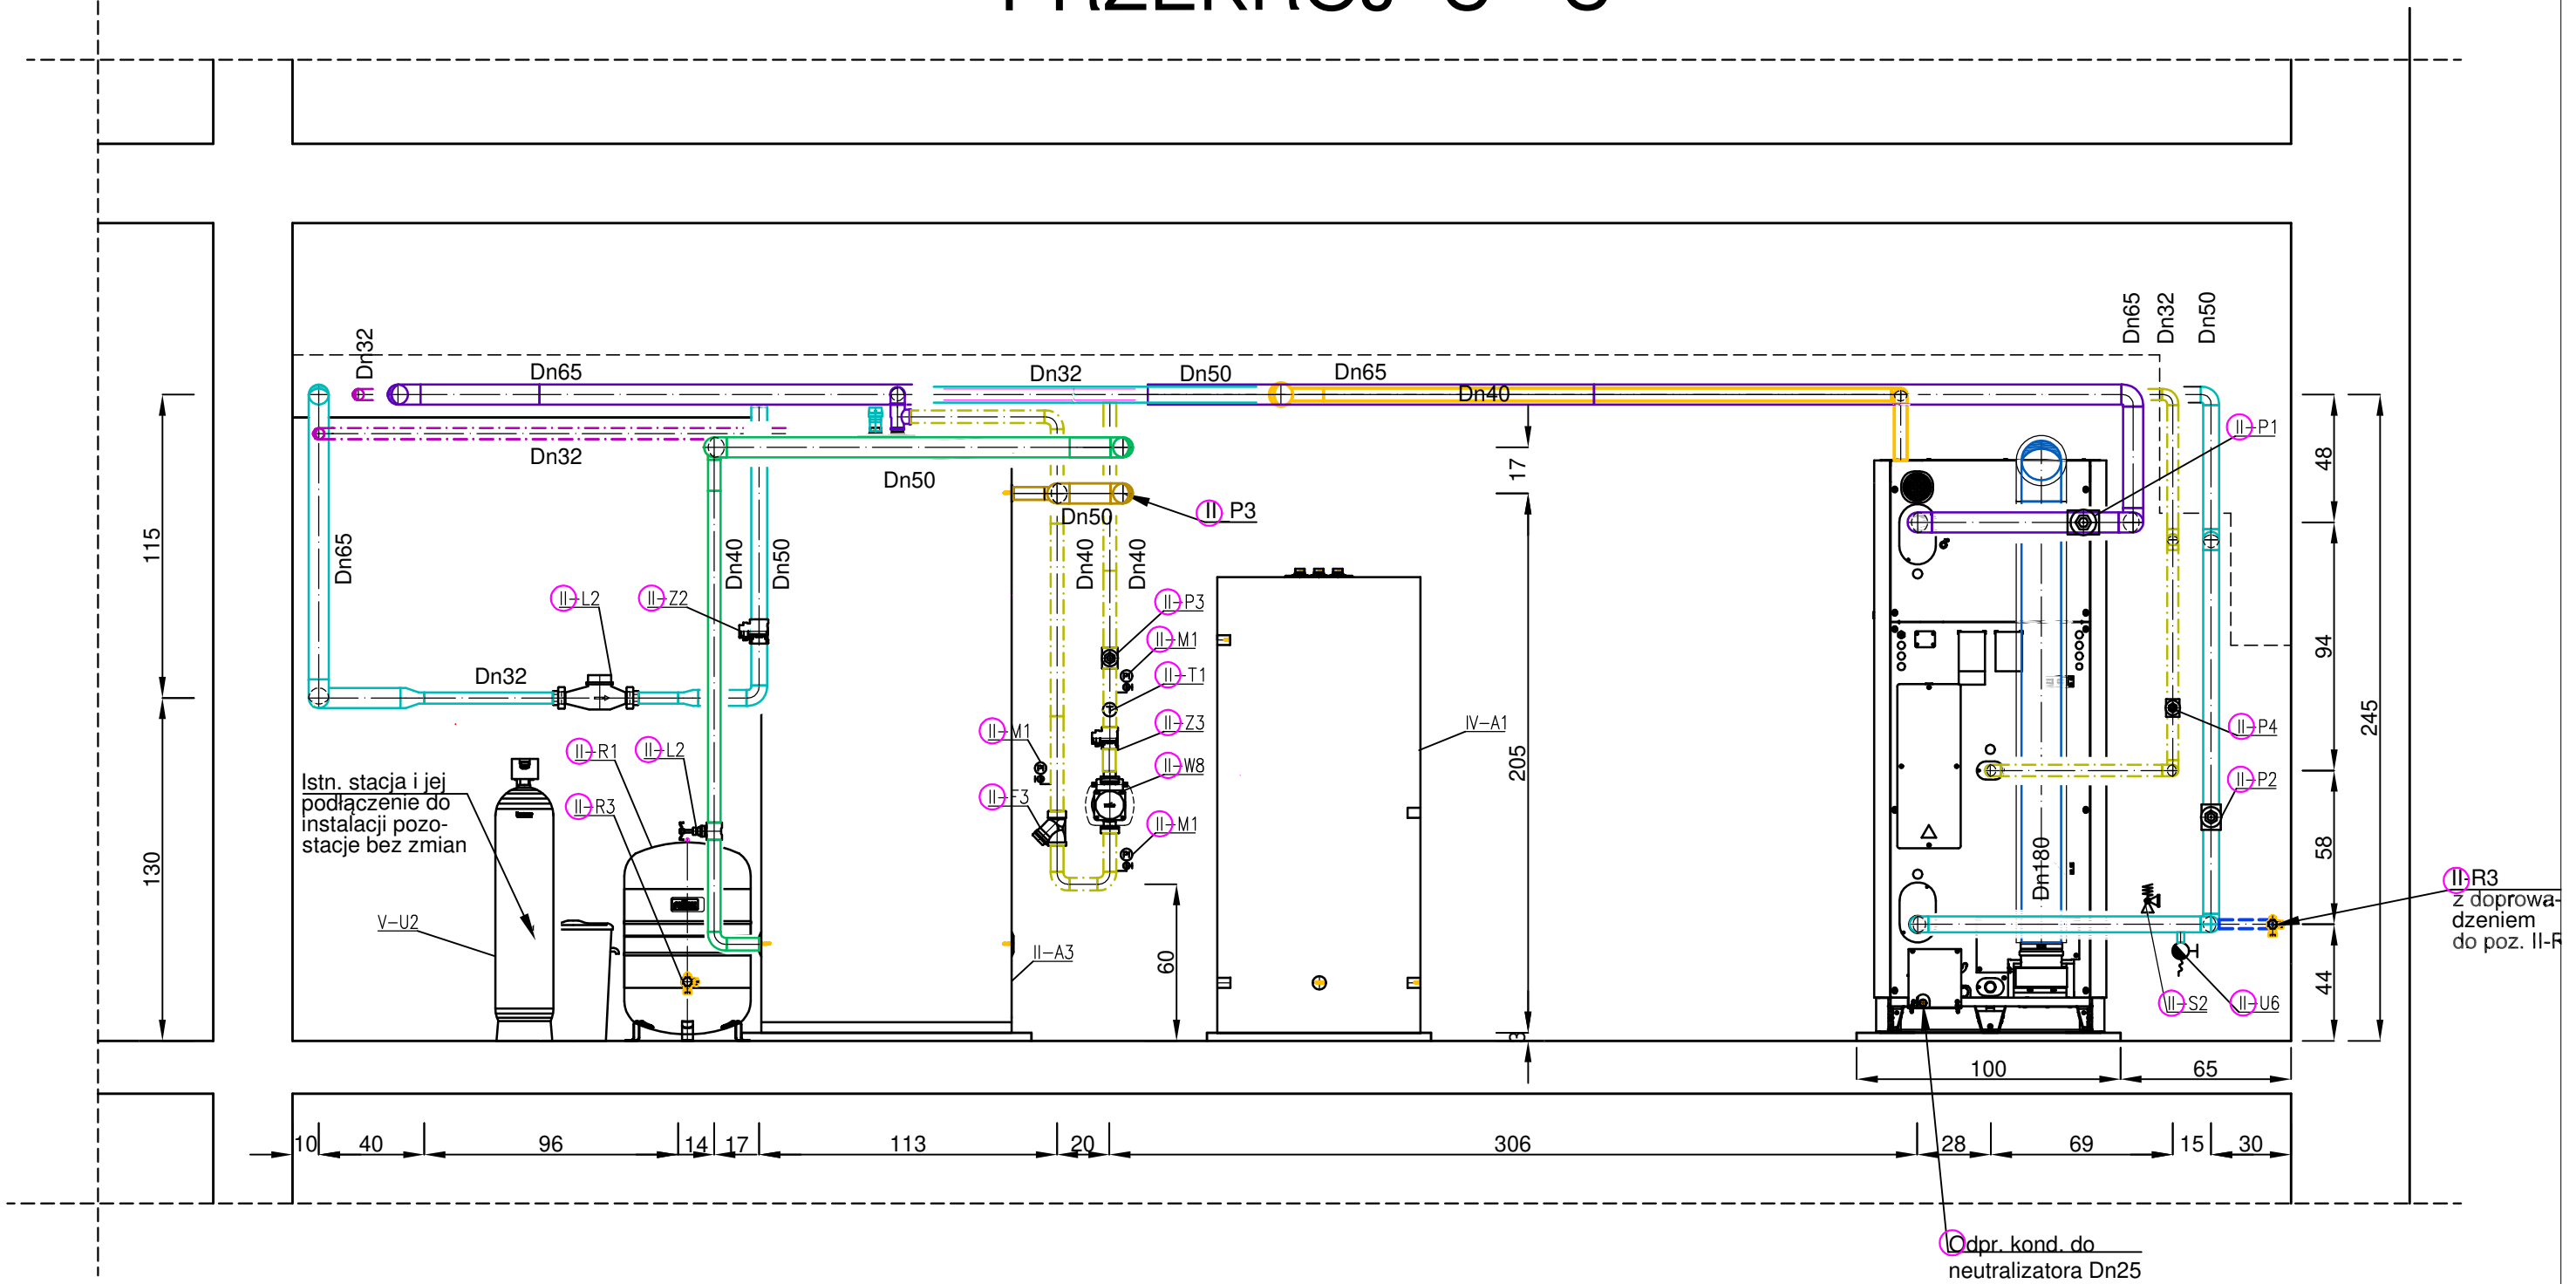 PRZEKRÓJ C - C
Dn65
Dn32
Dn50
Dn32
Dn65
Dn32
Dn50
Dn65
Dn40
II-P1
Dn32
Dn50
17
48
II P3
Dn50
115
Dn65
Dn40
Dn50
Dn40
Dn40
II-L2
II-Z2
II-P3
II-M1
94
Dn32
II-T1
245
II-M1
II-Z3
IV-A1
II-P4
II-R1
II-L2
205
Istn. stacja i jej
podłączenie do
instalacji pozo-
stacje bez zmian
II-W8
II-P2
II-R3
II-F3
II-M1
130
58
Dn180
II-R3
z doprowa-
dzeniem
do poz. II-R
V-U2
II-A3
60
44
II-S2
II-U6
3
100
65
10
40
96
14
17
113
20
306
28
69
15
30
Odpr. kond. do
neutralizatora Dn25